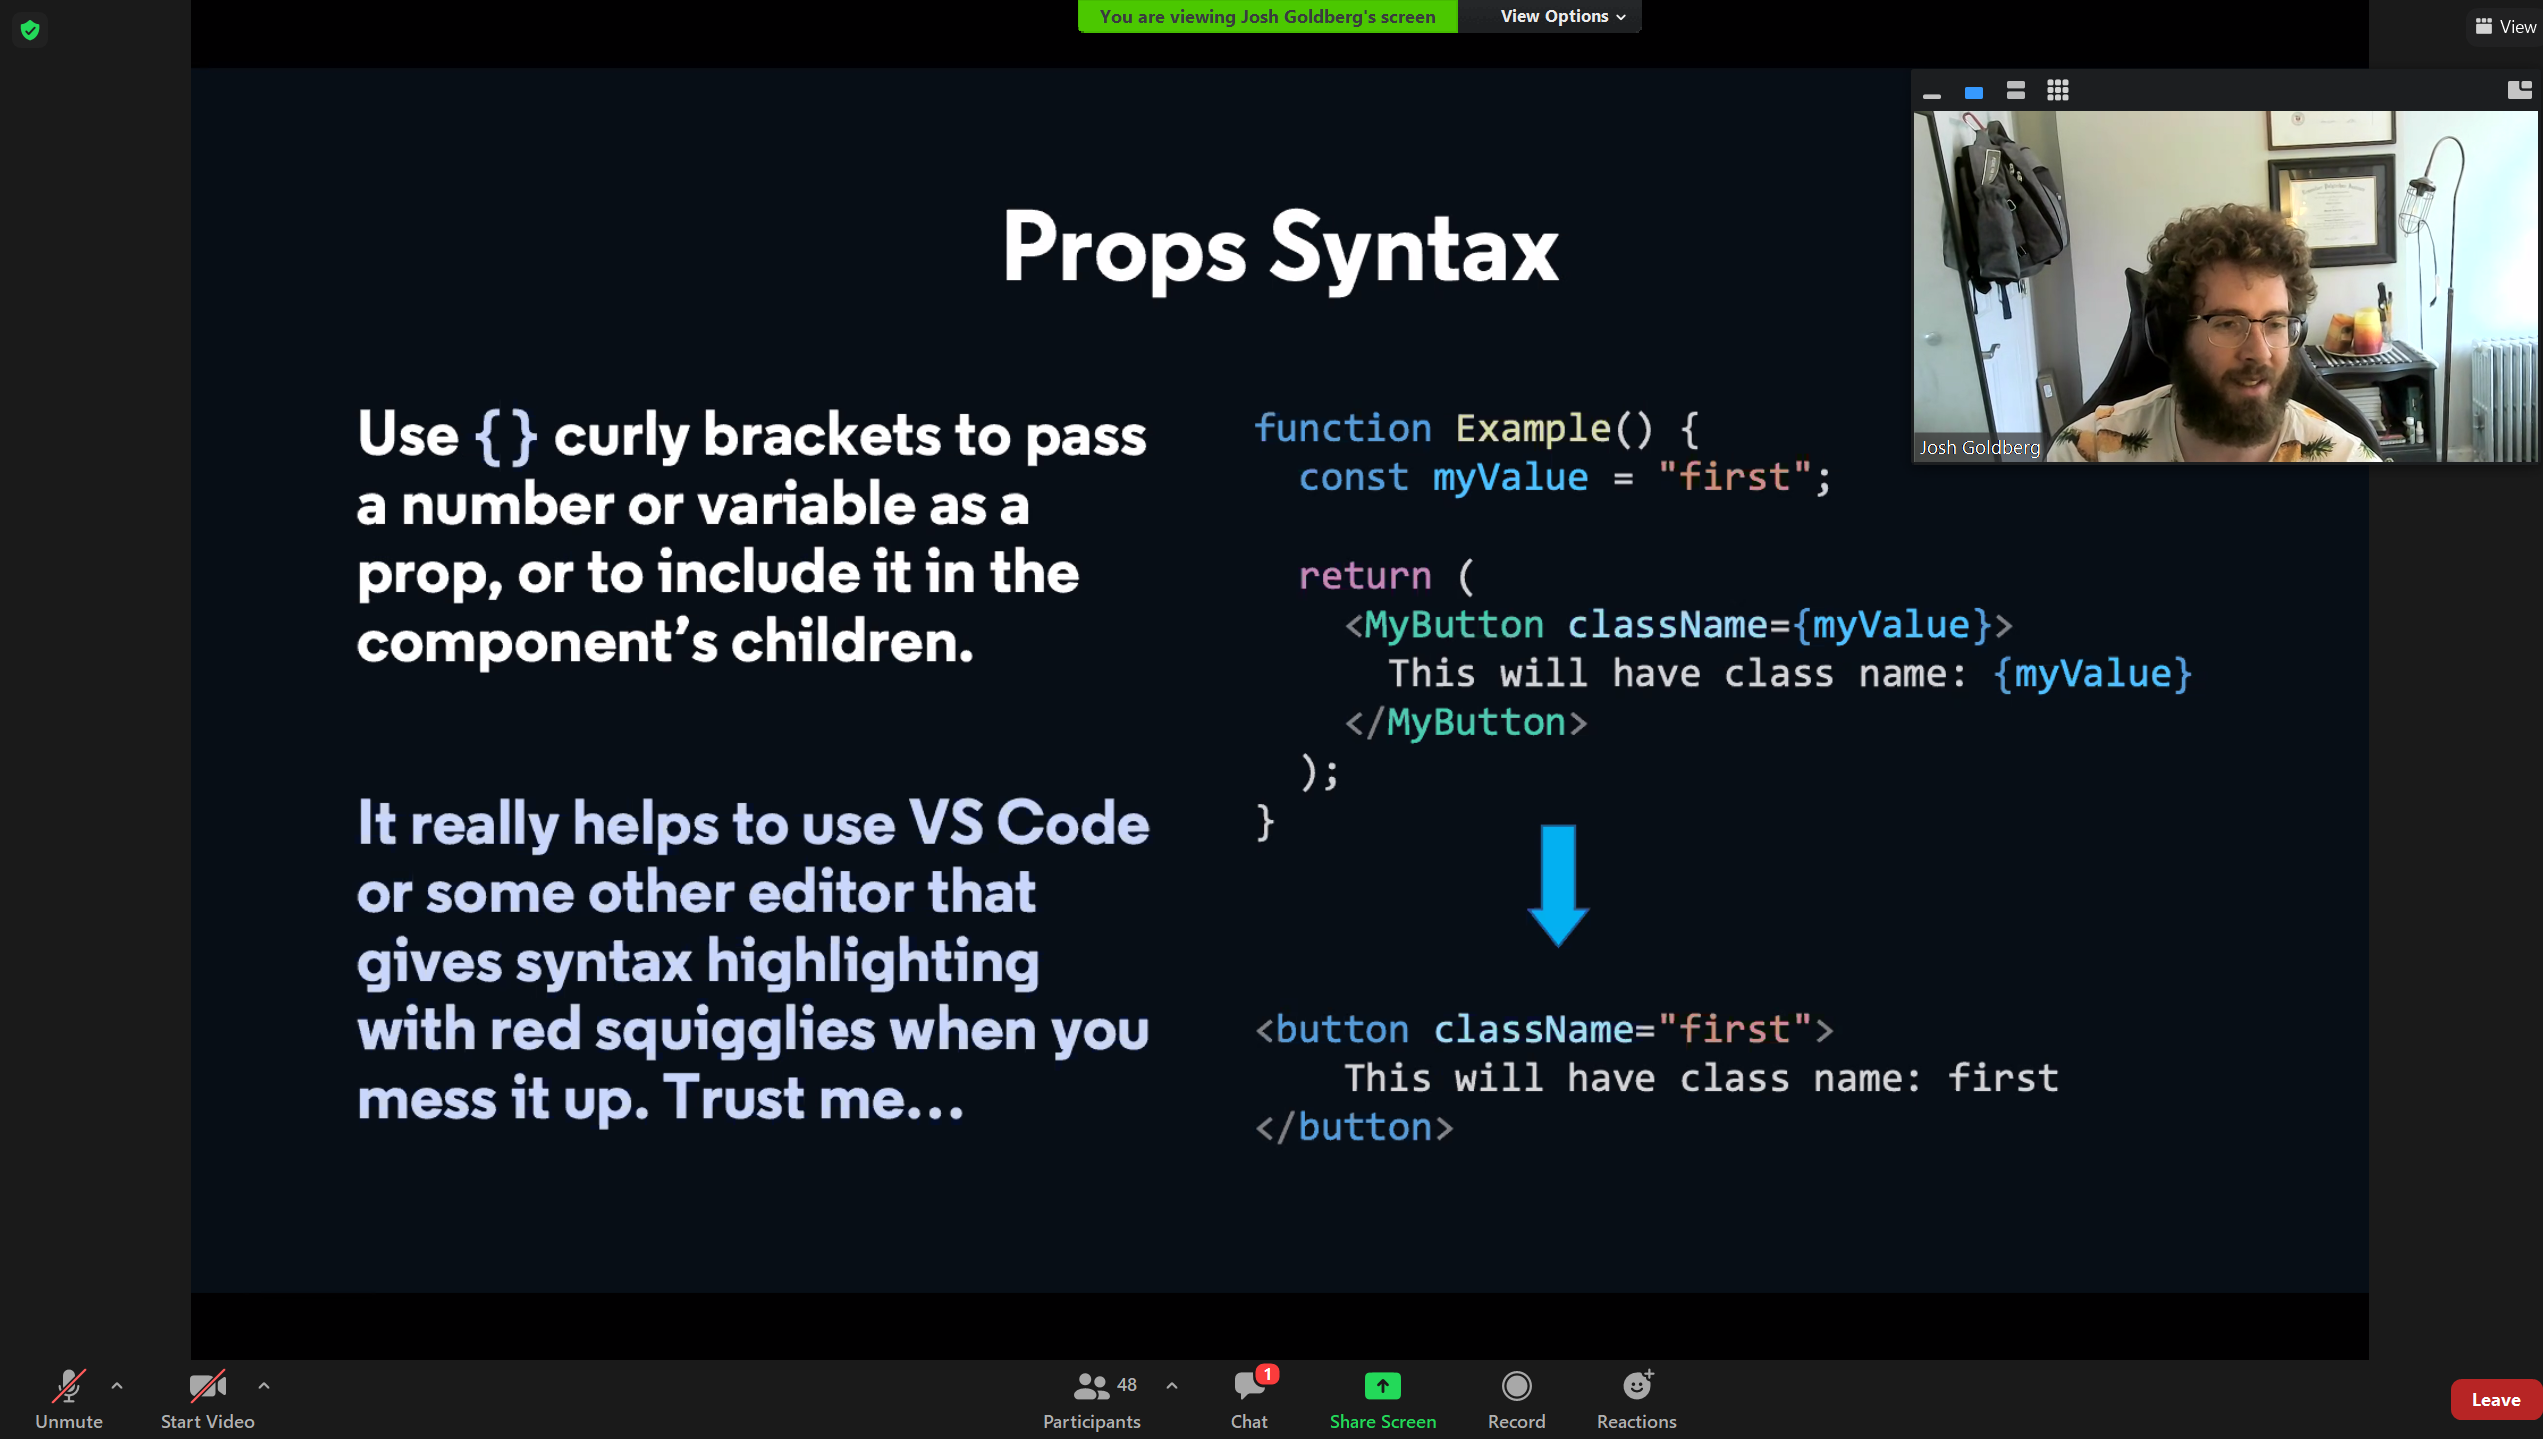 You are viewing Josh Goldberg's screen
View Options
View
Props Syntax
Josh Goldberg
Use {} curly brackets to pass
a number or variable as a
prop, or to include it in the
component’s children.
It really helps to use VS Code
or some other editor that
gives syntax highlighting
with red squigglies when you
mess it up. Trust me...
function Example() {
  const myValue = "first";
  return (
    <MyButton className={myValue}>
      This will have class name: {myValue}
    </MyButton>
  );
}
<button className="first">
    This will have class name: first
</button>
Unmute
Start Video
48
Participants
1
Chat
Share Screen
Record
Reactions
Leave